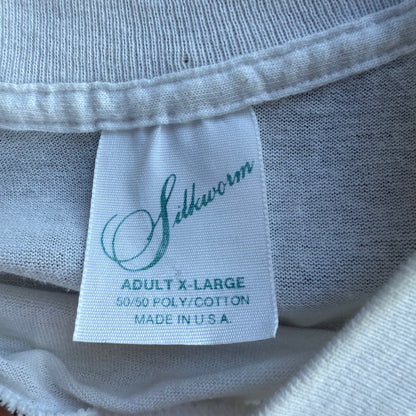 Silkworm
ADULT X-LARGE
50/50 POLY/COTTON
MADE IN U.S.A.